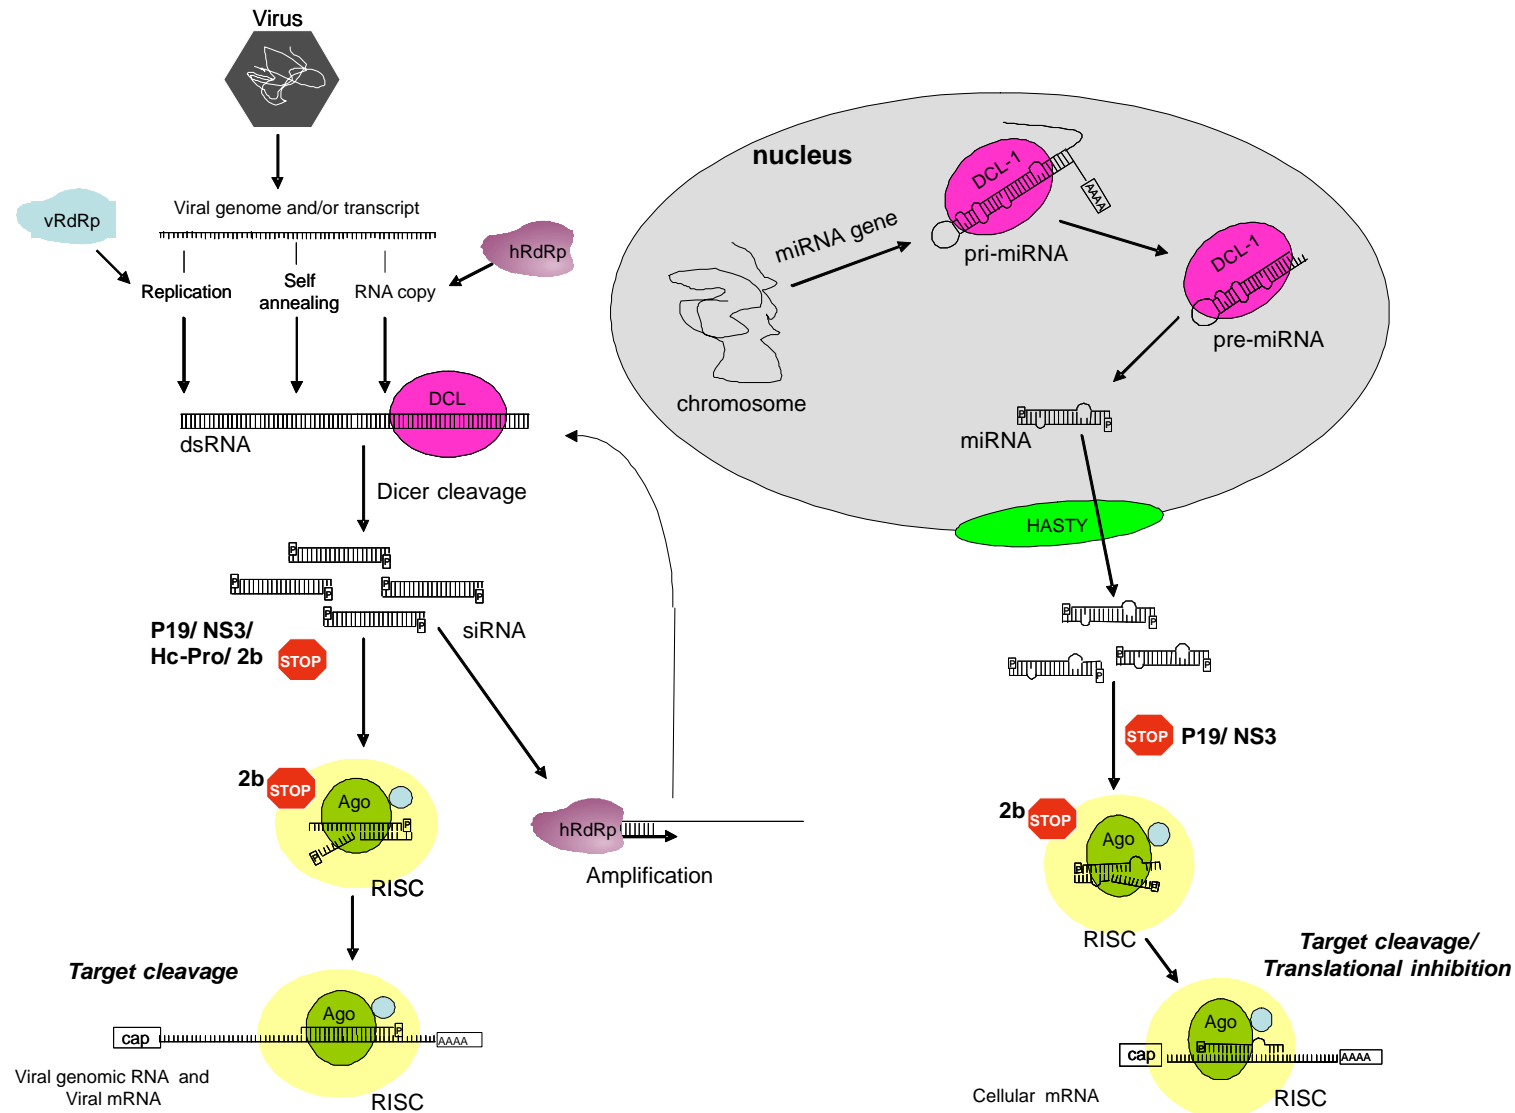 Virus
vRdRp
Viral genome and/or transcript
hRdRp
Replication
Self
annealing
RNA copy
DCL
dsRNA
Dicer cleavage
P
P
P
P
P
P
P
P
siRNA
P19/ NS3/
Hc-Pro/ 2b
STOP
2b
STOP
Ago
P
P
RISC
hRdRp
Amplification
Target cleavage
Ago
P
cap
AAAA
Viral genomic RNA and
Viral mRNA
RISC
nucleus
DCL-1
AAAA
miRNA gene
pri-miRNA
DCL-1
pre-miRNA
chromosome
P
P
miRNA
HASTY
P
P
P
P
P
P
STOP
P19/ NS3
2b
STOP
Ago
P
P
RISC
Target cleavage/
Translational inhibition
Ago
P
cap
AAAA
Cellular mRNA
RISC